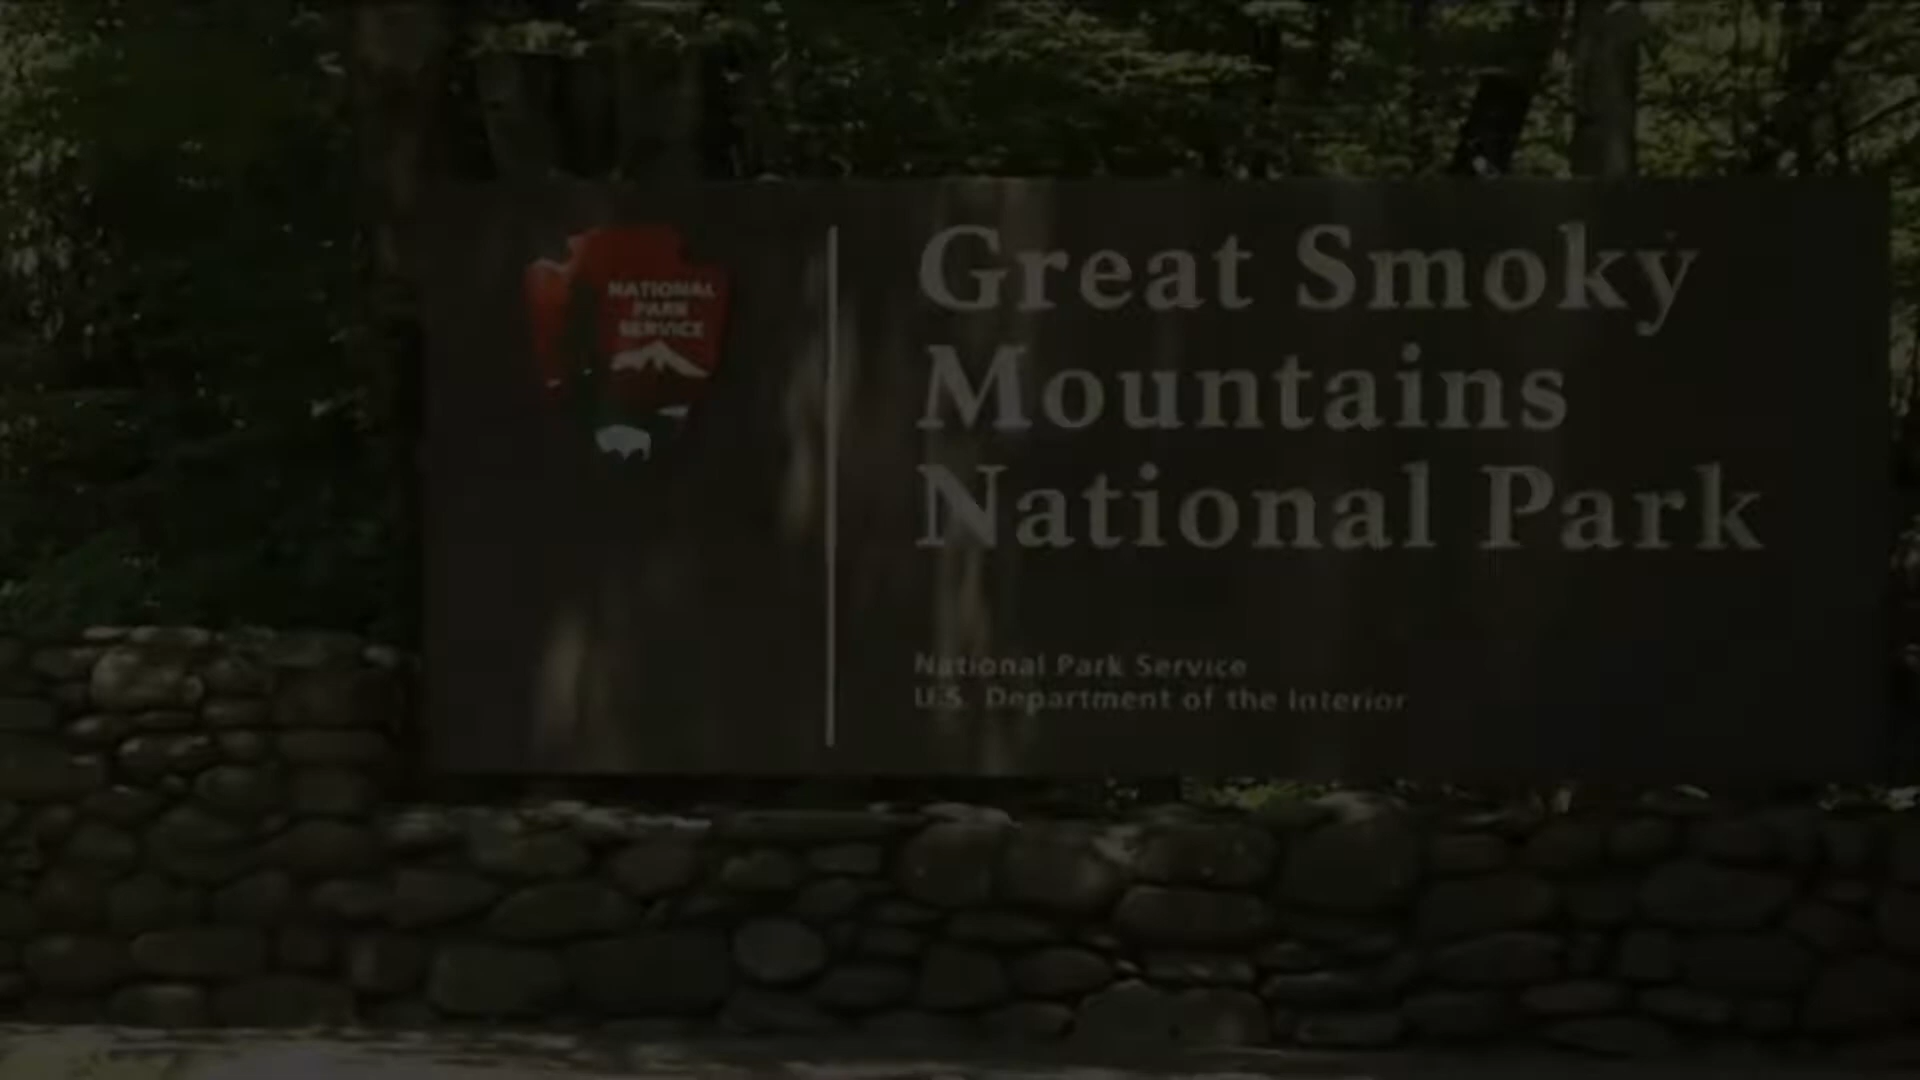 NATIONAL
PARK
SERVICE
Great Smoky
Mountains
National Park
National Park Service
U.S. Department of the Interior